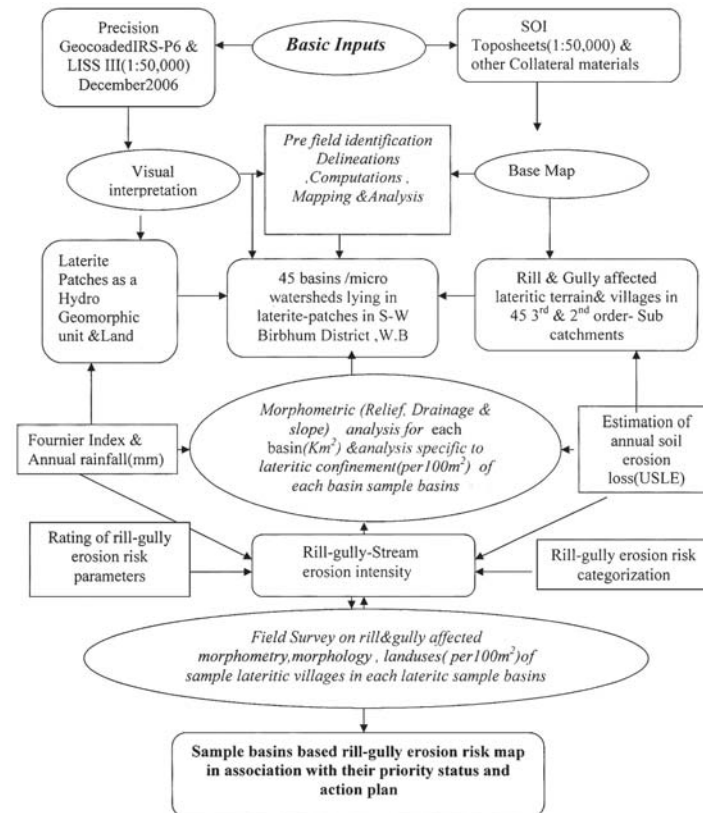 Precision
GeocoadedIRS-P6 &
LISS III(1:50,000)
December2006
Basic Inputs
SOI
Toposheets(1:50,000) &
other Collateral materials
Visual
interpretation
Pre field identification
Delineations
,Computations ,
Mapping &Analysis
Base Map
Laterite
Patches as a
Hydro
Geomorphic
unit &Land
45 basins /micro
watersheds lying in
laterite-patches in S-W
Birbhum District ,W.B
Rill & Gully affected
lateritic terrain& villages in
45 3rd & 2nd order- Sub
catchments
Fournier Index &
Annual rainfall(mm)
Morphometric (Relief, Drainage &
slope) analysis for each
basin(Km²) &analysis specific to
lateritic confinement(per100m²) of
each basin sample basins
Estimation of
annual soil
erosion
loss(USLE)
Rating of rill-gully
erosion risk
parameters
Rill-gully-Stream
erosion intensity
Rill-gully erosion risk
categorization
Field Survey on rill&gully affected
morphometry,morphology , landuses( per100m²)of
sample lateritic villages in each lateritc sample basins
Sample basins based rill-gully erosion risk map
in association with their priority status and
action plan